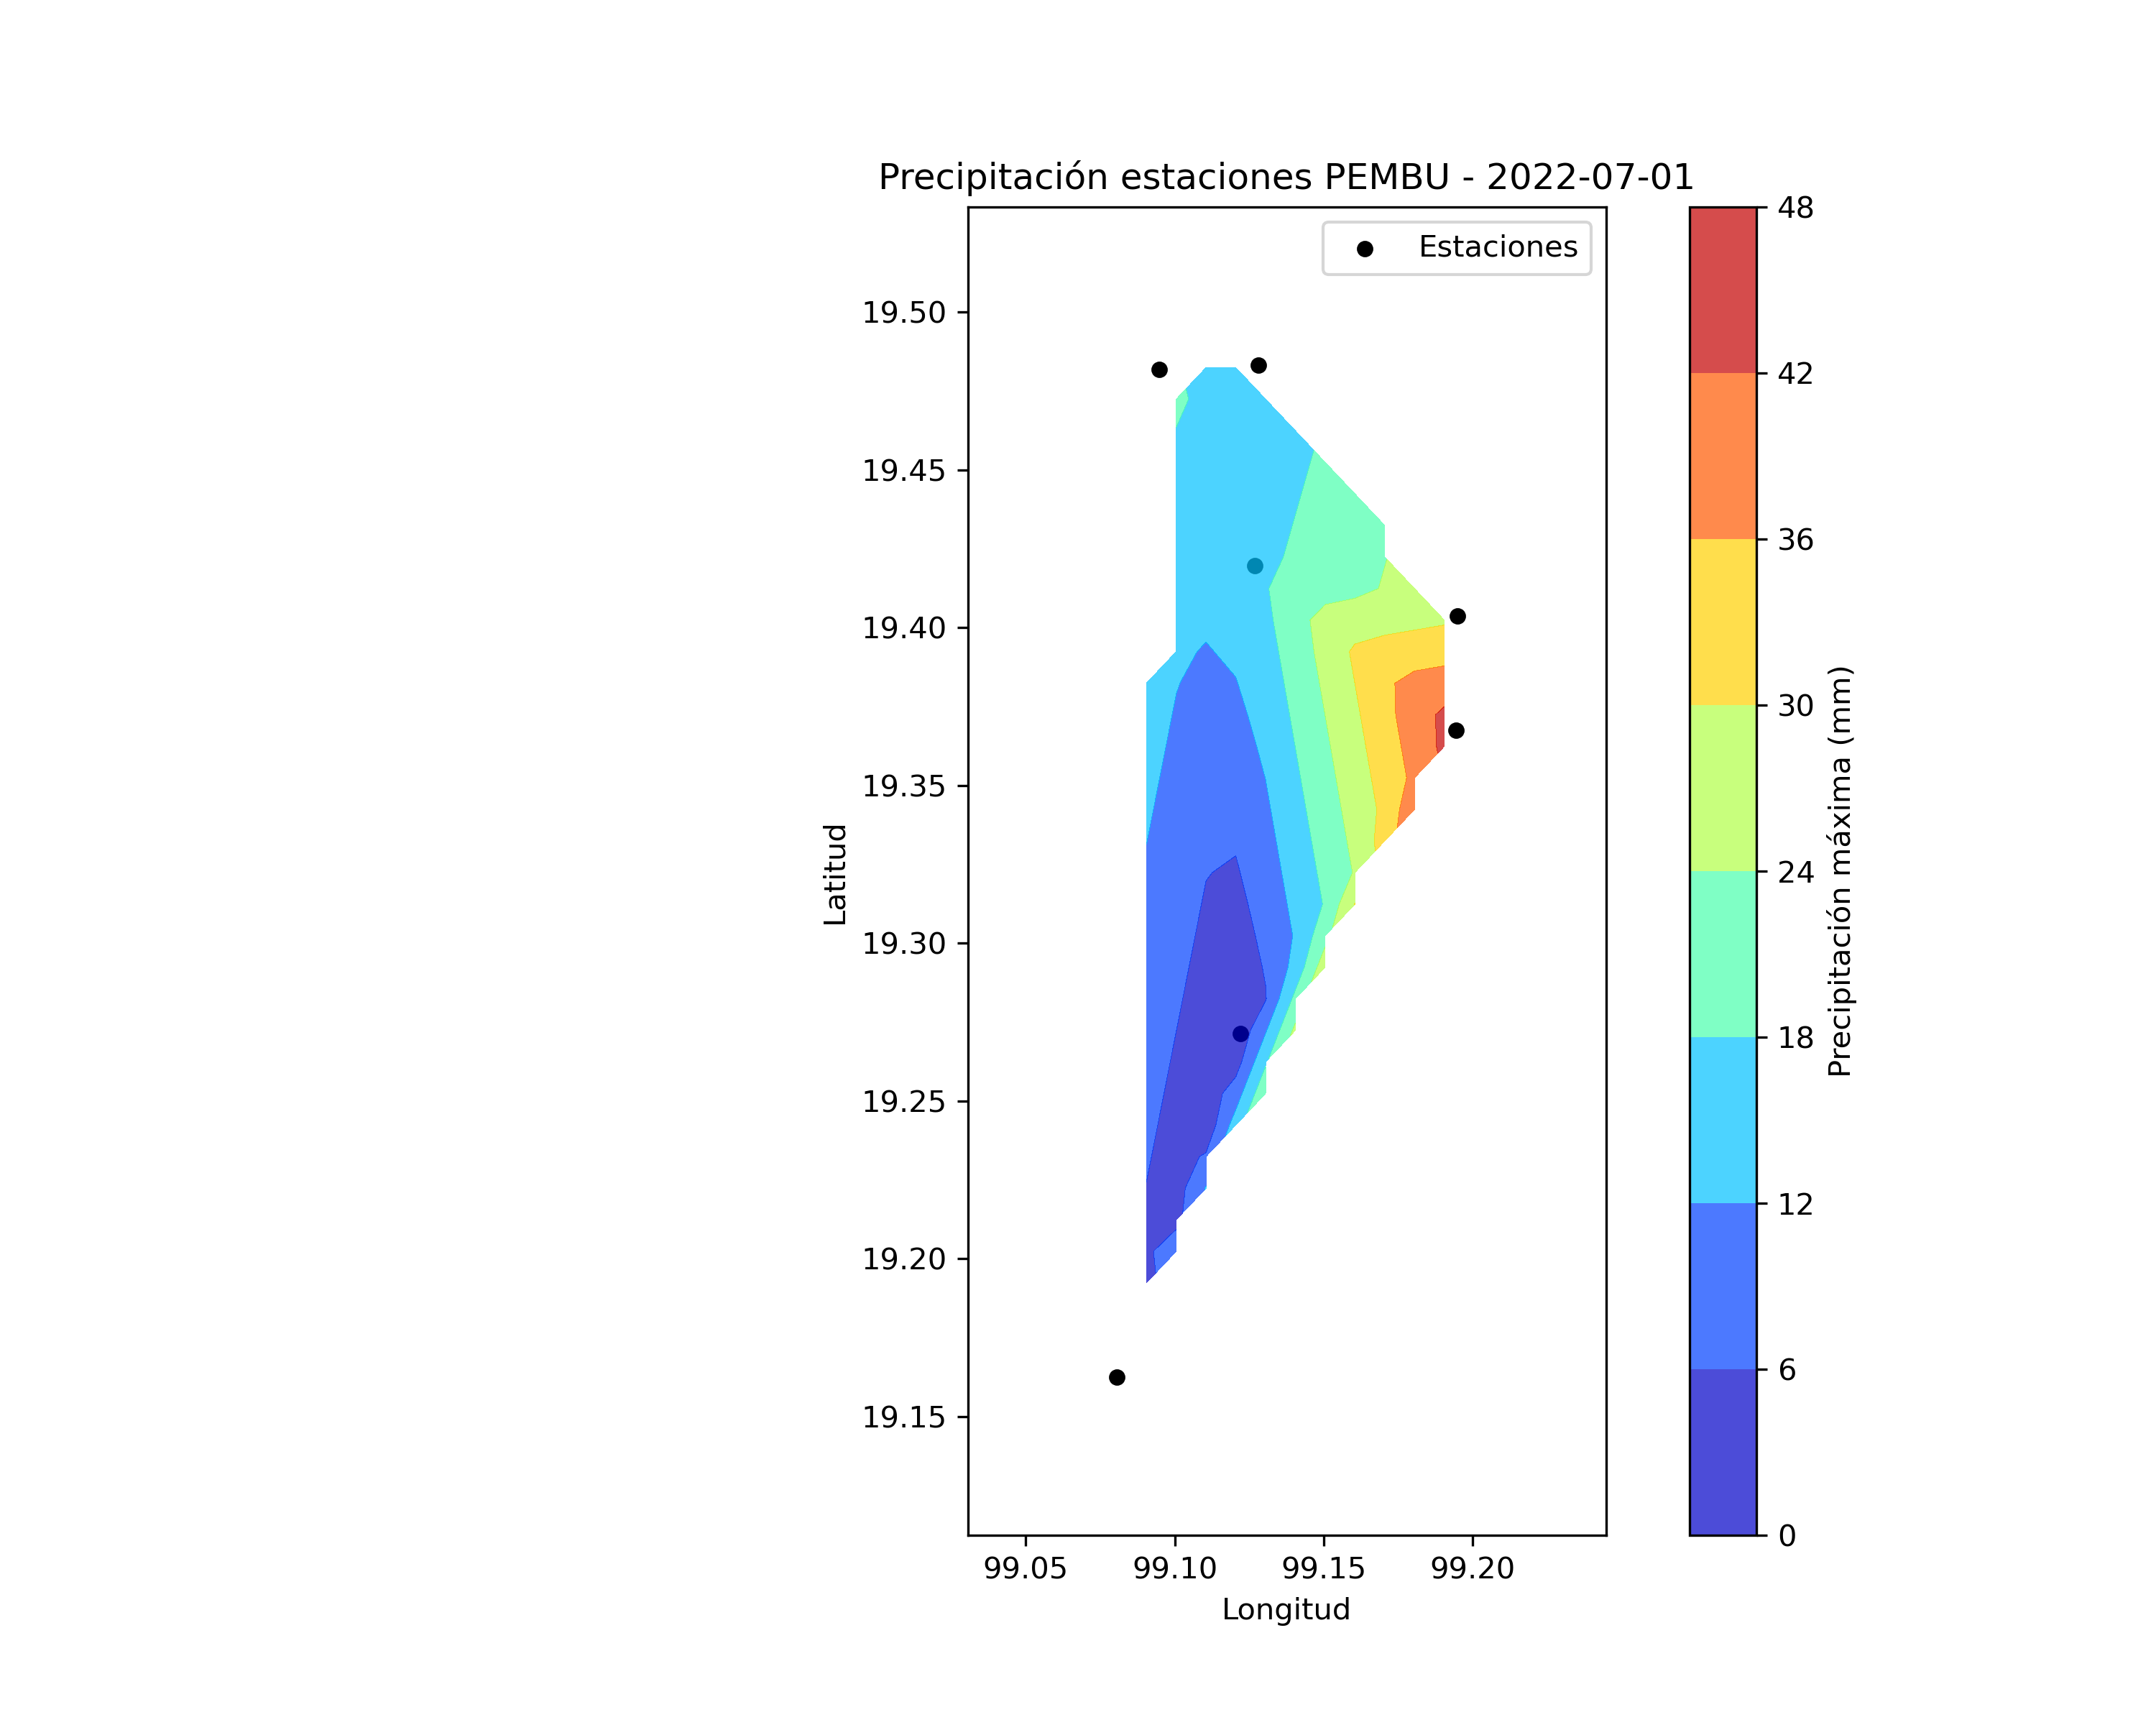 Precipitación estaciones PEMBU - 2022-07-01
Estaciones
19.50
19.45
19.40
19.35
19.30
19.25
19.20
19.15
Latitud
99.05 99.10 99.15 99.20
Longitud
48
42
36
30
24
18
12
6
0
Precipitación máxima (mm)